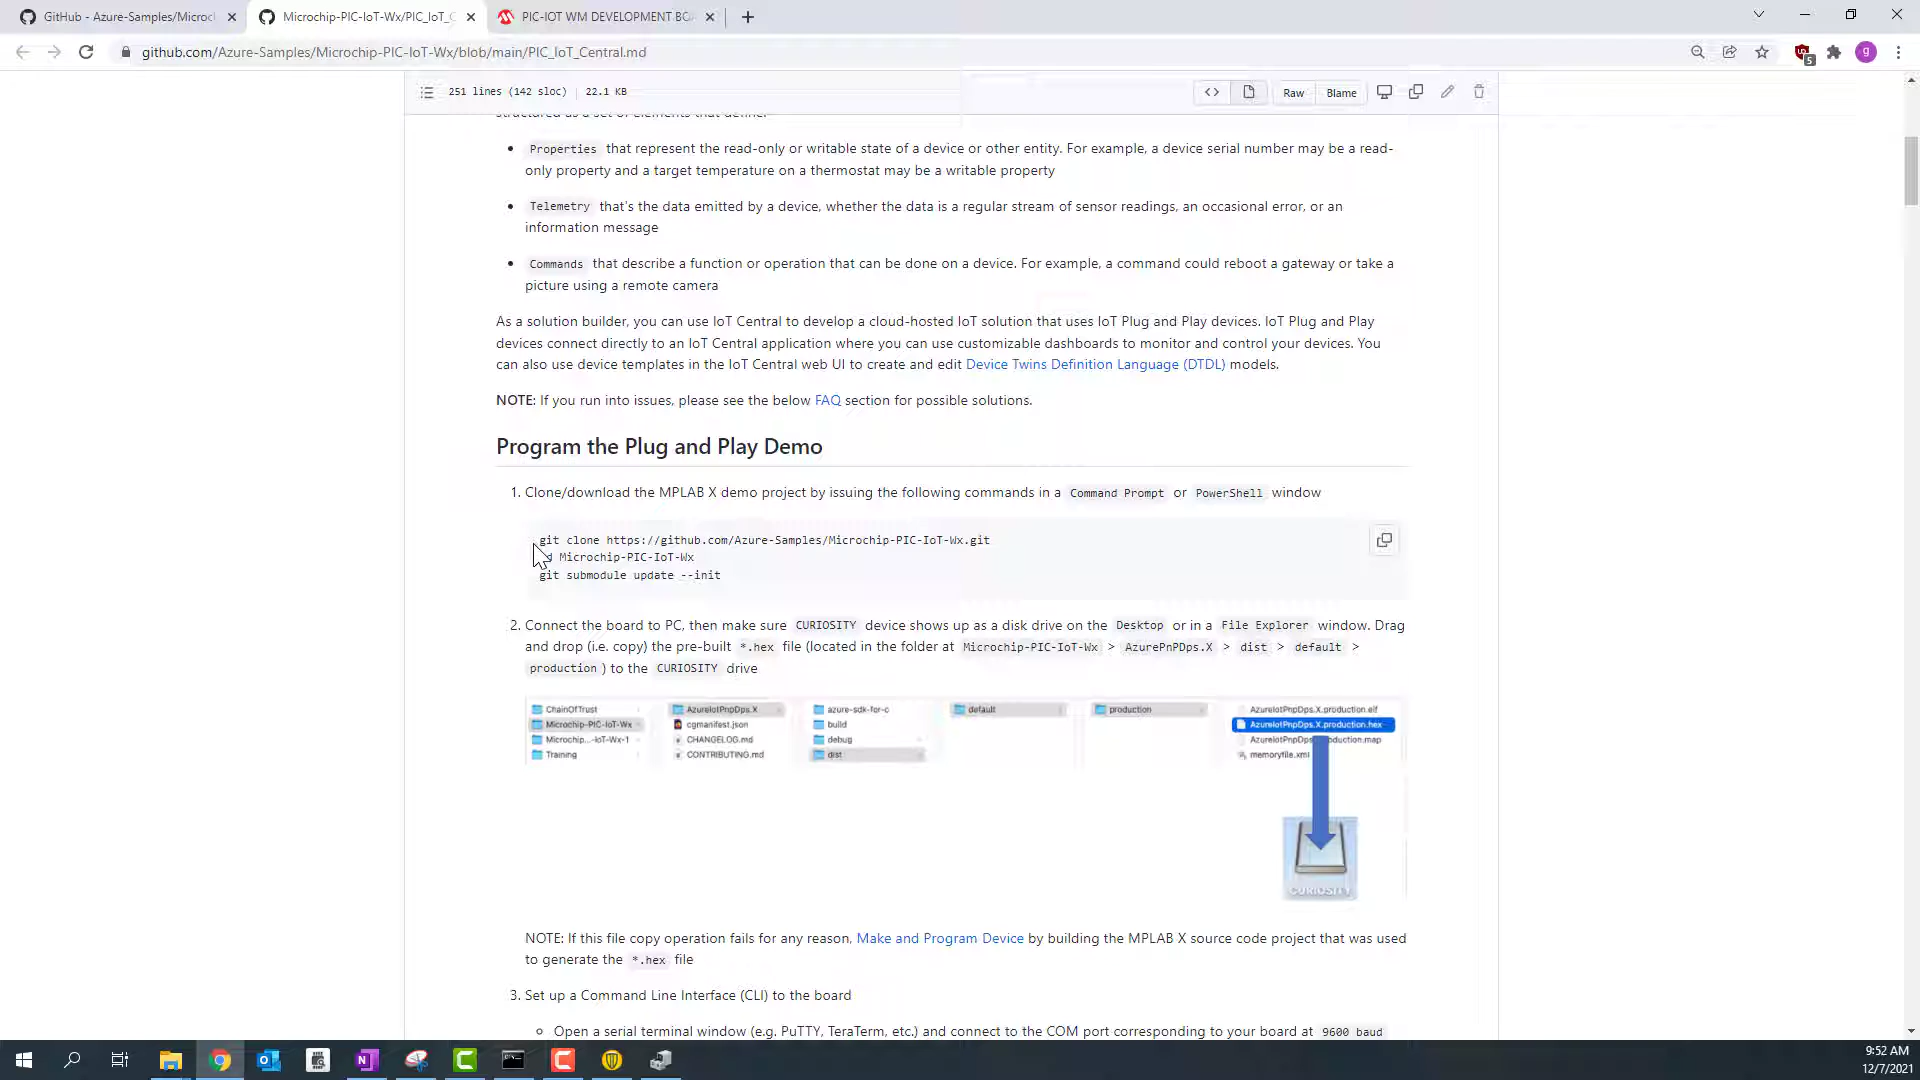 GitHub - Azure-Samples/Microcl
Microchip-PIC-IoT-Wx/PIC_IoT_C
PIC-IOT WM DEVELOPMENT BO
github.com/Azure-Samples/Microchip-PIC-IoT-Wx/blob/main/PIC_IoT_Central.md
5
g
251 lines (142 sloc) | 22.1 KB
Raw
Blame
structured as a set of elements that define:
• Properties that represent the read-only or writable state of a device or other entity. For example, a device serial number may be a read-
only property and a target temperature on a thermostat may be a writable property
• Telemetry that's the data emitted by a device, whether the data is a regular stream of sensor readings, an occasional error, or an
information message
• Commands that describe a function or operation that can be done on a device. For example, a command could reboot a gateway or take a
picture using a remote camera
As a solution builder, you can use IoT Central to develop a cloud-hosted IoT solution that uses IoT Plug and Play devices. IoT Plug and Play
devices connect directly to an IoT Central application where you can use customizable dashboards to monitor and control your devices. You
can also use device templates in the IoT Central web UI to create and edit Device Twins Definition Language (DTDL) models.
NOTE: If you run into issues, please see the below FAQ section for possible solutions.
Program the Plug and Play Demo
1. Clone/download the MPLAB X demo project by issuing the following commands in a Command Prompt or PowerShell window
git clone https://github.com/Azure-Samples/Microchip-PIC-IoT-Wx.git
d Microchip-PIC-IoT-Wx
git submodule update --init
2. Connect the board to PC, then make sure CURIOSITY device shows up as a disk drive on the Desktop or in a File Explorer window. Drag
and drop (i.e. copy) the pre-built *.hex file (located in the folder at Microchip-PIC-IoT-Wx > AzurePnPDps.X > dist > default >
production ) to the CURIOSITY drive
ChainOfTrust
Microchip-PIC-IoT-Wx
Microchip...-IoT-Wx-1
Training
AzureIotPnpDps.X
cgmanifest.json
CHANGELOG.md
CONTRIBUTING.md
azure-sdk-for-c
build
debug
dist
default
production
AzureIotPnpDps.X.production.elf
AzureIotPnpDps.X.production.hex
AzureIotPnpDps oduction.map
memoryfile.xml
CURIOSITY
NOTE: If this file copy operation fails for any reason, Make and Program Device by building the MPLAB X source code project that was used
to generate the *.hex file
3. Set up a Command Line Interface (CLI) to the board
Open a serial terminal window (e.g. PuTTY, TeraTerm, etc.) and connect to the COM port corresponding to your board at 9600 baud
9:52 AM
12/7/2021